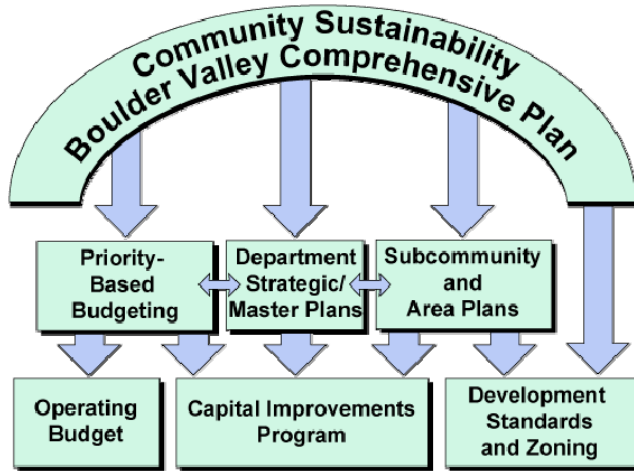 Community Sustainability
Boulder Valley Comprehensive Plan
Priority-
Based
Budgeting
Department
Strategic/
Master Plans
Subcommunity
and
Area Plans
Operating
Budget
Capital Improvements
Program
Development
Standards
and Zoning